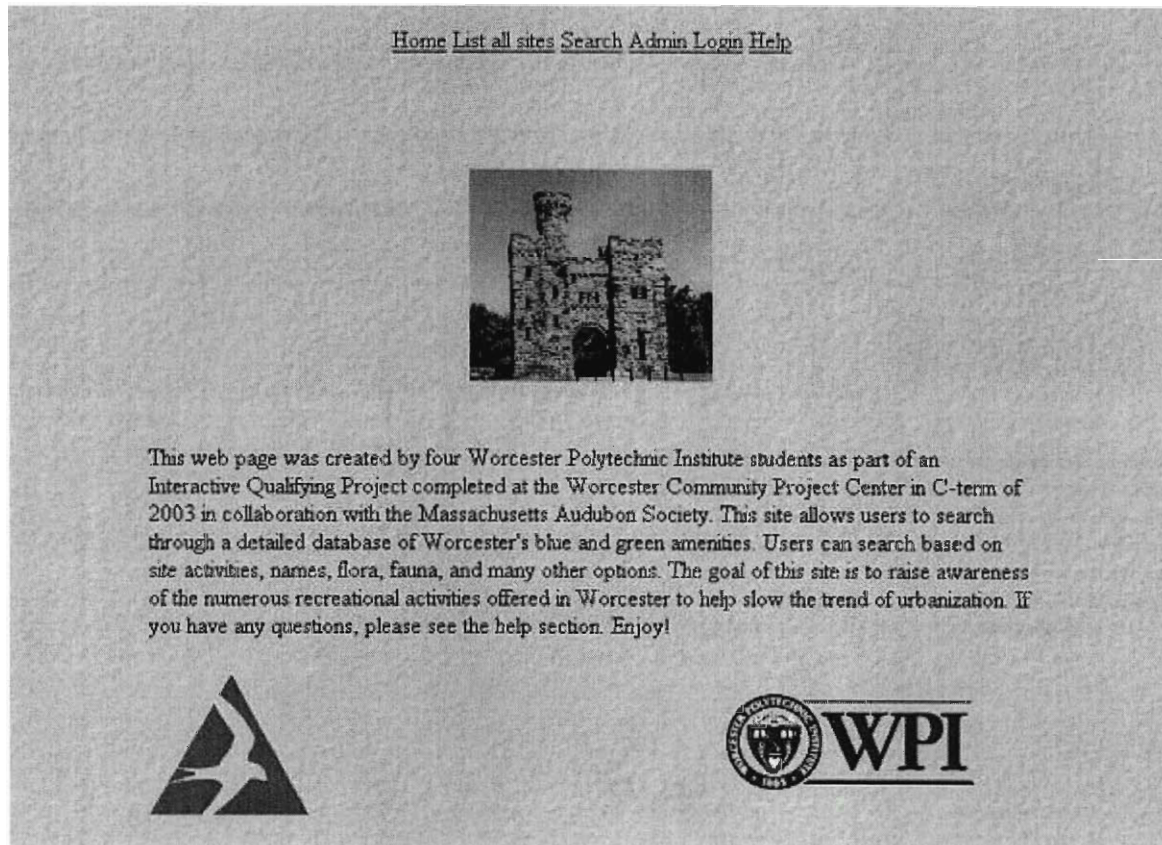 Home List all sites Search Admin Login Help
This web page was created by four Worcester Polytechnic Institute students as part of an
Interactive Qualifying Project completed at the Worcester Community Project Center in C-term of
2003 in collaboration with the Massachusetts Audubon Society. This site allows users to search
through a detailed database of Worcester's blue and green amenities. Users can search based on
site activities, names, flora, fauna, and many other options. The goal of this site is to raise awareness
of the numerous recreational activities offered in Worcester to help slow the trend of urbanization. If
you have any questions, please see the help section. Enjoy!
WORCESTER POLYTECHNIC INSTITUTE
1865
WPI